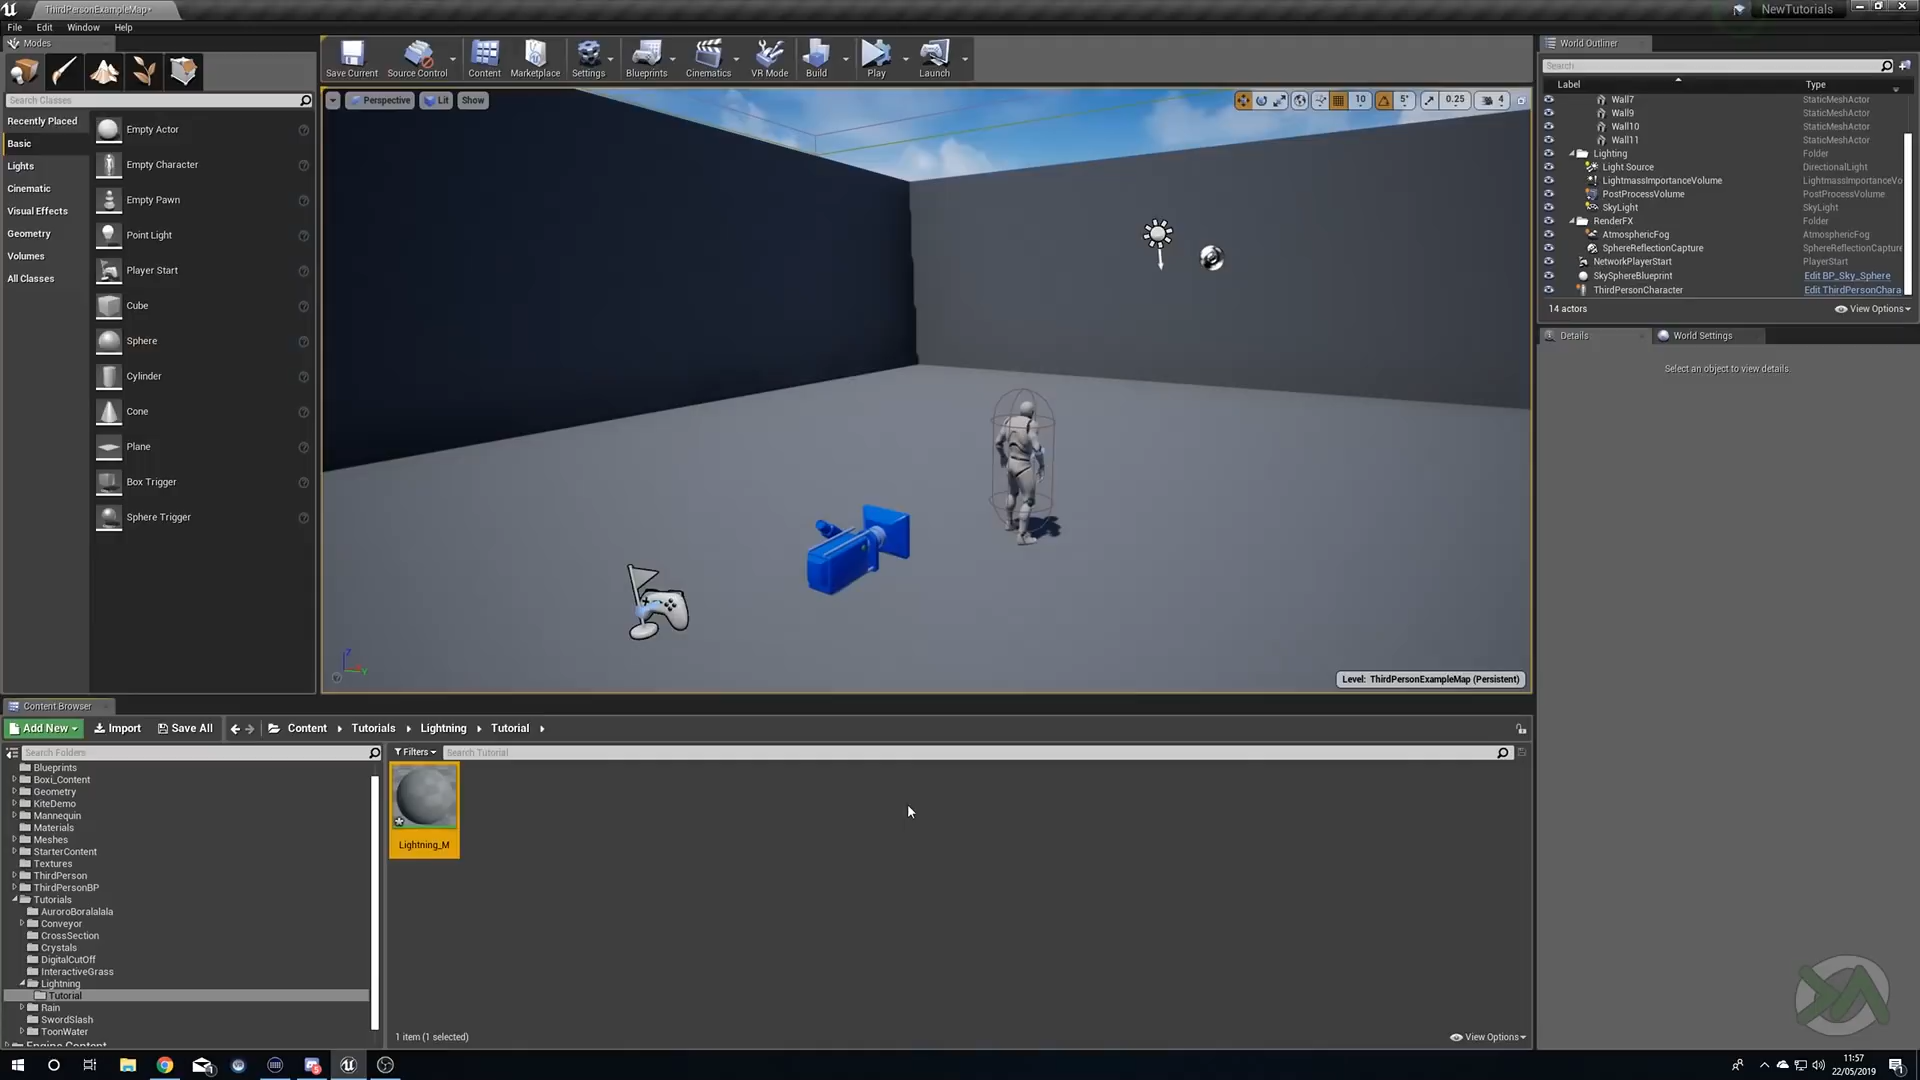 ThirdPersonExampleMap*
NewTutorials
File Edit Window Help
Modes
Search Classes
Recently Placed
Basic
Lights
Cinematic
Visual Effects
Geometry
Volumes
All Classes
Empty Actor
Empty Character
Empty Pawn
Point Light
Player Start
Cube
Sphere
Cylinder
Cone
Plane
Box Trigger
Sphere Trigger
Save Current Source Control Content Marketplace Settings Blueprints Cinematics VR Mode Build Play Launch
Perspective Lit Show
10 5° 0.25 4
Level: ThirdPersonExampleMap (Persistent)
World Outliner
Search
Label Type
Wall7 StaticMeshActor
Wall9 StaticMeshActor
Wall10 StaticMeshActor
Wall11 StaticMeshActor
Lighting Folder
Light Source DirectionalLight
LightmassImportanceVolume LightmassImportanceVo
PostProcessVolume PostProcessVolume
SkyLight SkyLight
RenderFX Folder
AtmosphericFog AtmosphericFog
SphereReflectionCapture SphereReflectionCapture
NetworkPlayerStart PlayerStart
SkySphereBlueprint Edit BP_Sky_Sphere
ThirdPersonCharacter Edit ThirdPersonChara
14 actors View Options
Details World Settings
Select an object to view details.
Content Browser
Add New Import Save All Content Tutorials Lightning Tutorial
Search Folders
Filters Search Tutorial
Blueprints
Boxi_Content
Geometry
KiteDemo
Mannequin
Materials
Meshes
StarterContent
Textures
ThirdPerson
ThirdPersonBP
Tutorials
AuroroBoralalala
Conveyor
CrossSection
Crystals
DigitalCutOff
InteractiveGrass
Lightning
Tutorial
Rain
SwordSlash
ToonWater
Engine Content
Lightning_M
1 item (1 selected) View Options
11:57
22/05/2019